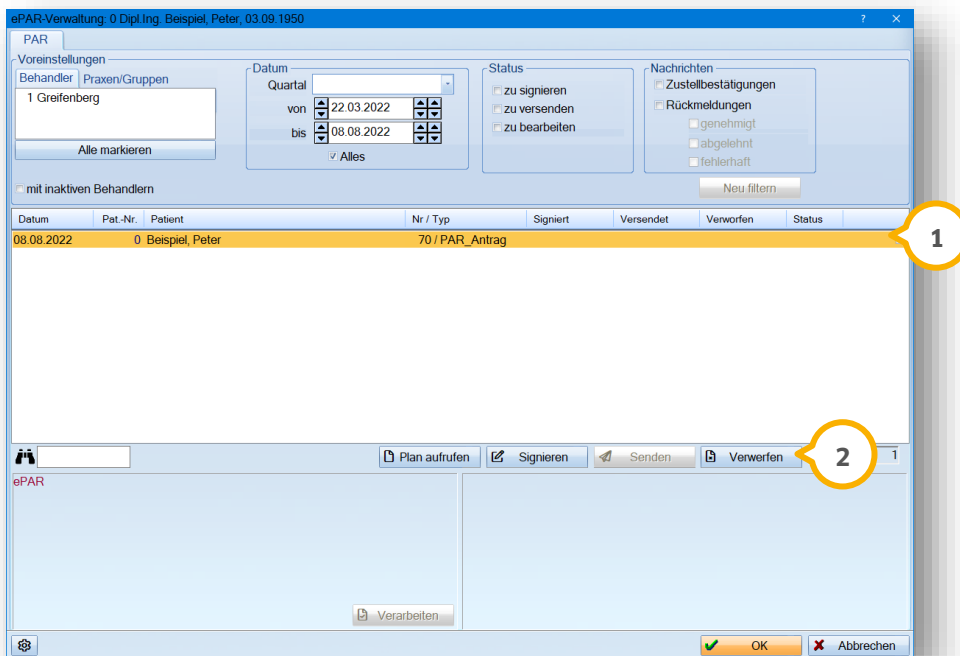 ePAR-Verwaltung: 0 Dipl.Ing. Beispiel, Peter, 03.09.1950 ? ×
PAR
Voreinstellungen
Behandler Praxen/Gruppen
1 Greifenberg
Alle markieren
mit inaktiven Behandlern
Datum
Quartal
von 22.03.2022
bis 08.08.2022
Alles
Status
zu signieren
zu versenden
zu bearbeiten
Nachrichten
Zustellbestätigungen
Rückmeldungen
genehmigt
abgelehnt
fehlerhaft
Neu filtern
Datum Pat.-Nr. Patient Nr / Typ Signiert Versendet Verworfen Status
08.08.2022 0 Beispiel, Peter 70 / PAR_Antrag
1
Plan aufrufen Signieren Senden Verwerfen 2 1
ePAR
Verarbeiten
OK Abbrechen